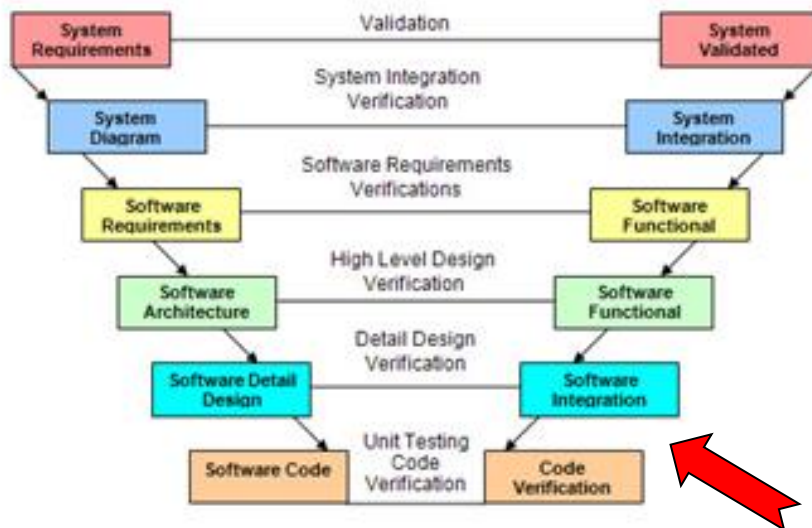 System
Requirements
Validation
System
Validated
System Integration
Verification
System
Diagram
System
Integration
Software Requirements
Verifications
Software
Requirements
Software
Functional
High Level Design
Verification
Software
Architecture
Software
Functional
Detail Design
Verification
Software Detail
Design
Software
Integration
Unit Testing
Code
Verification
Software Code
Code
Verification